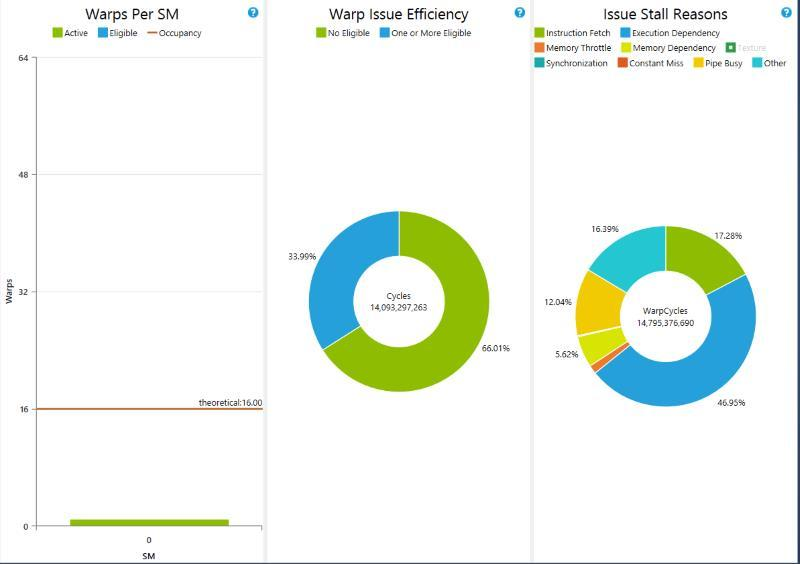 Warps Per SM
Active Eligible Occupancy
64
48
32
16
0
Warps
theoretical:16.00
0
SM
Warp Issue Efficiency
No Eligible One or More Eligible
33.99%
Cycles
14,093,297,263
66.01%
Issue Stall Reasons
Instruction Fetch Execution Dependency
Memory Throttle Memory Dependency Texture
Synchronization Constant Miss Pipe Busy Other
16.39%
17.28%
12.04%
WarpCycles
14,795,376,690
5.62%
46.95%